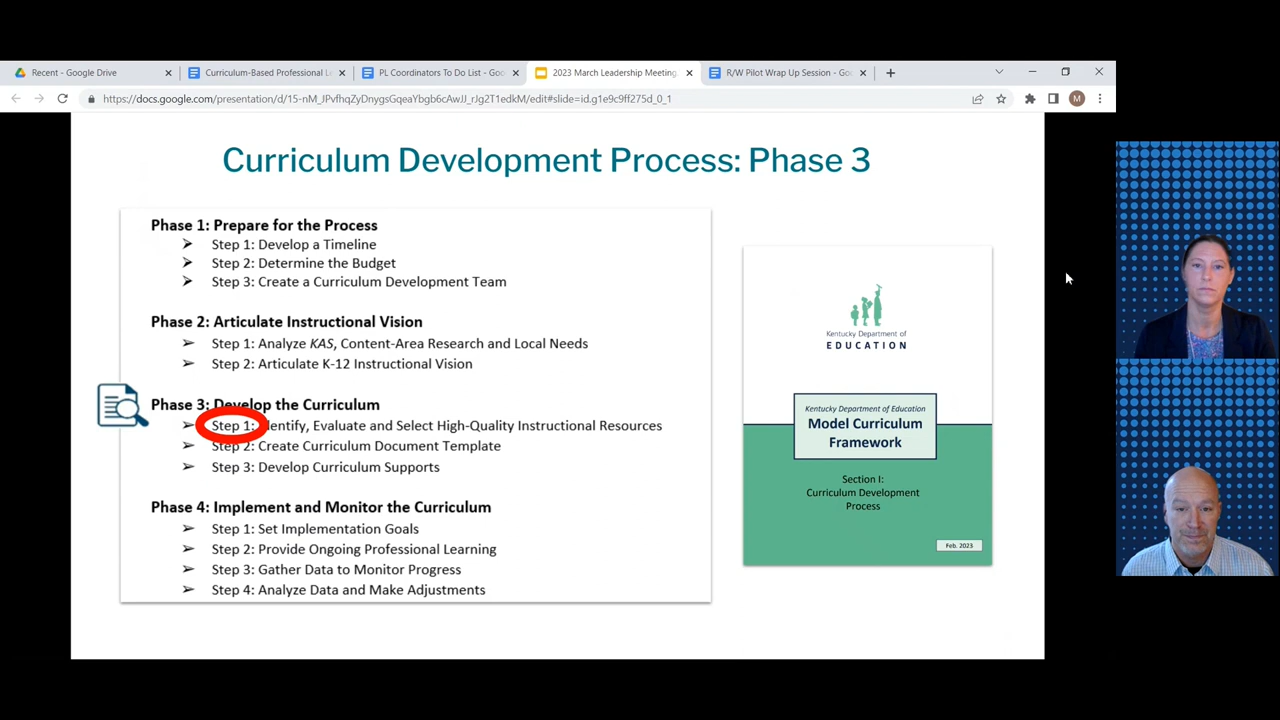 Recent - Google Drive
Curriculum-Based Professional Le
PL Coordinators To Do List - Goo
2023 March Leadership Meeting
R/W Pilot Wrap Up Session - Goo
https://docs.google.com/presentation/d/15-nM_JPvfhqZyDnygsGqeaYbgb6cAwJJ_rJg2T1edkM/edit#slide=id.g1e9c9ff275d_0_1
M
Curriculum Development Process: Phase 3
Phase 1: Prepare for the Process
Step 1: Develop a Timeline
Step 2: Determine the Budget
Step 3: Create a Curriculum Development Team
Phase 2: Articulate Instructional Vision
Step 1: Analyze KAS, Content-Area Research and Local Needs
Step 2: Articulate K-12 Instructional Vision
Phase 3: Develop the Curriculum
Step 1: Identify, Evaluate and Select High-Quality Instructional Resources
Step 2: Create Curriculum Document Template
Step 3: Develop Curriculum Supports
Phase 4: Implement and Monitor the Curriculum
Step 1: Set Implementation Goals
Step 2: Provide Ongoing Professional Learning
Step 3: Gather Data to Monitor Progress
Step 4: Analyze Data and Make Adjustments
Kentucky Department of
EDUCATION
Kentucky Department of Education
Model Curriculum
Framework
Section I:
Curriculum Development
Process
Feb. 2023